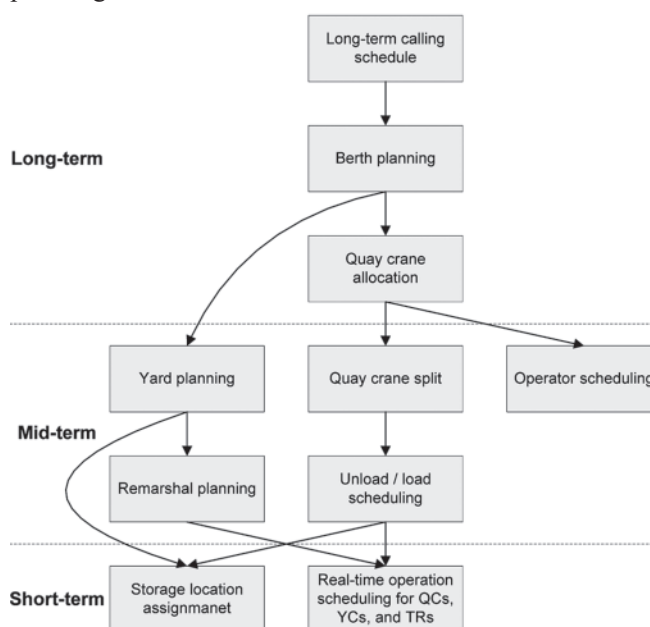 Long-term calling
schedule
Long-term
Berth planning
Quay crane
allocation
Yard planning
Quay crane split
Operator scheduling
Mid-term
Remarshal planning
Unload / load
scheduling
Short-term
Storage location
assignmanet
Real-time operation
scheduling for QCs,
YCs, and TRs